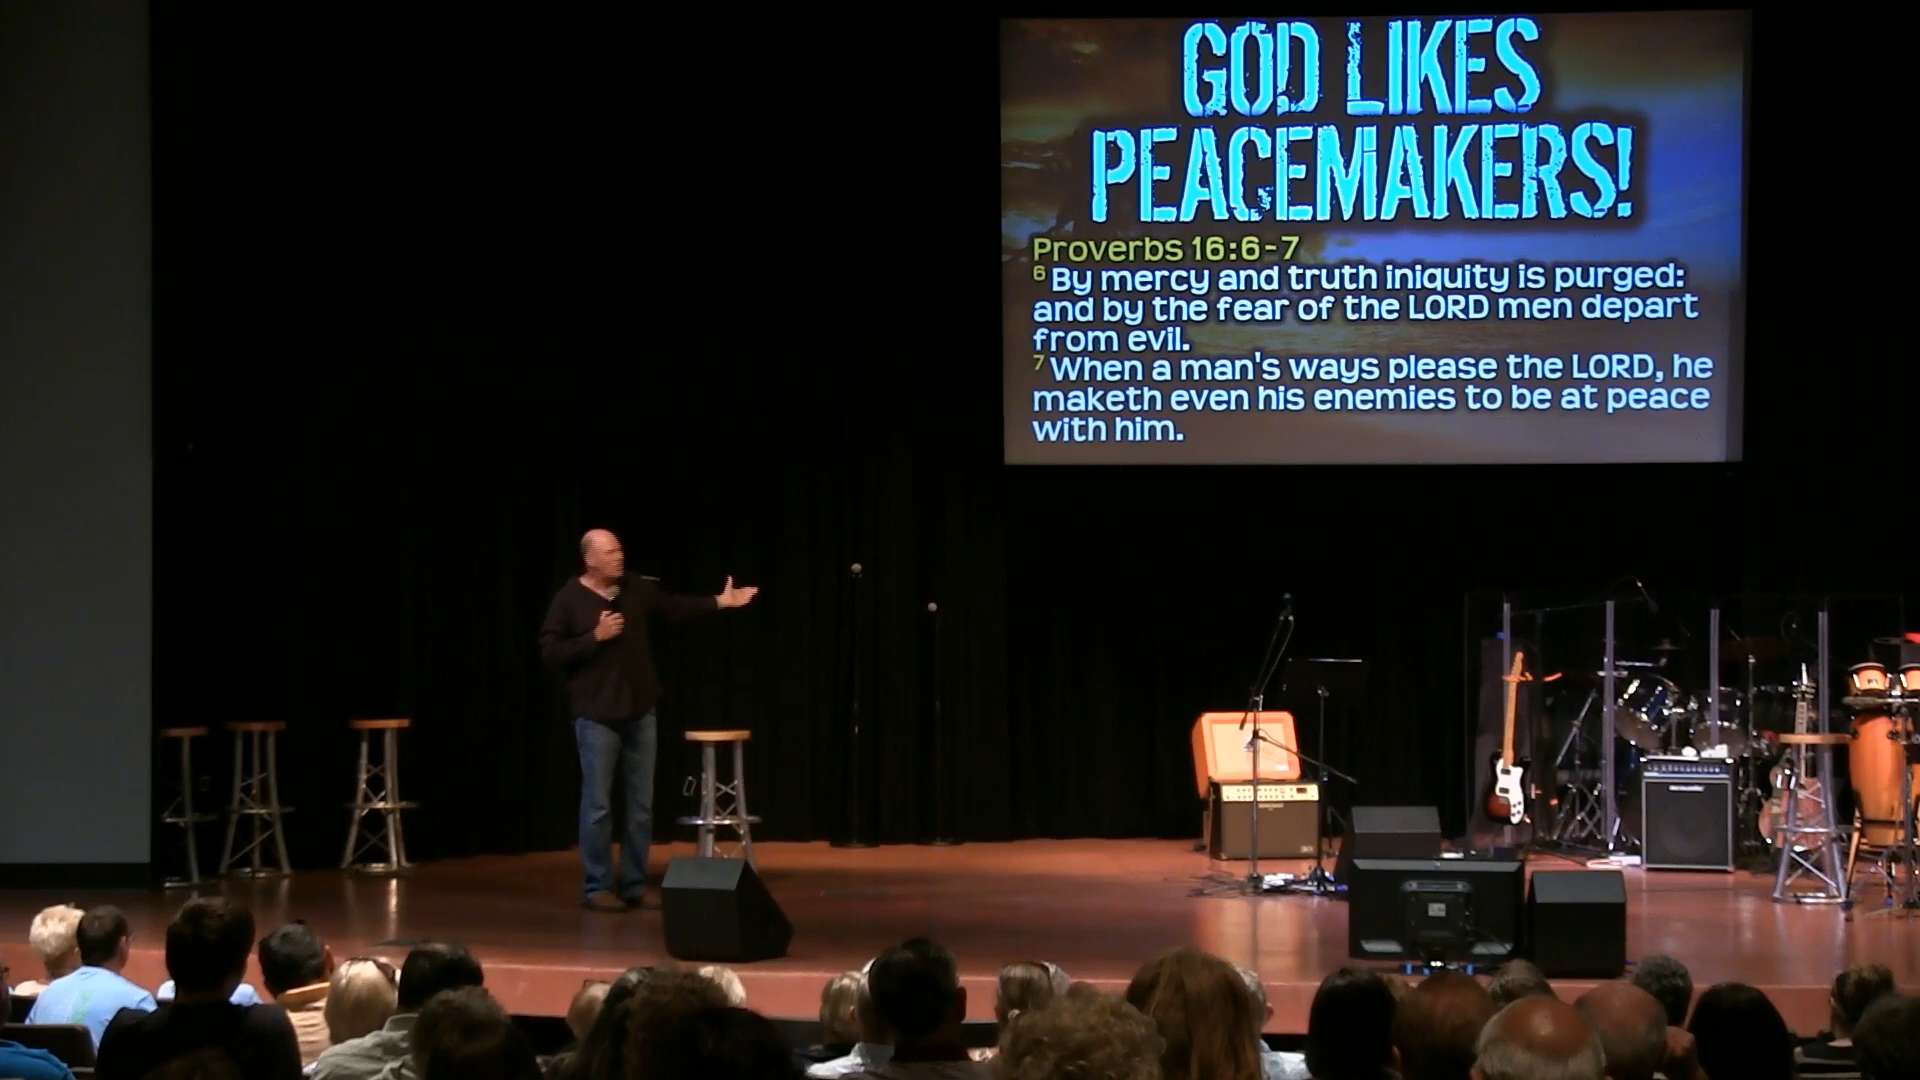 GOD LIKES
PEACEMAKERS!
Proverbs 16:6-7
6 By mercy and truth iniquity is purged:
and by the fear of the LORD men depart
from evil.
7 When a man's ways please the LORD, he
maketh even his enemies to be at peace
with him.